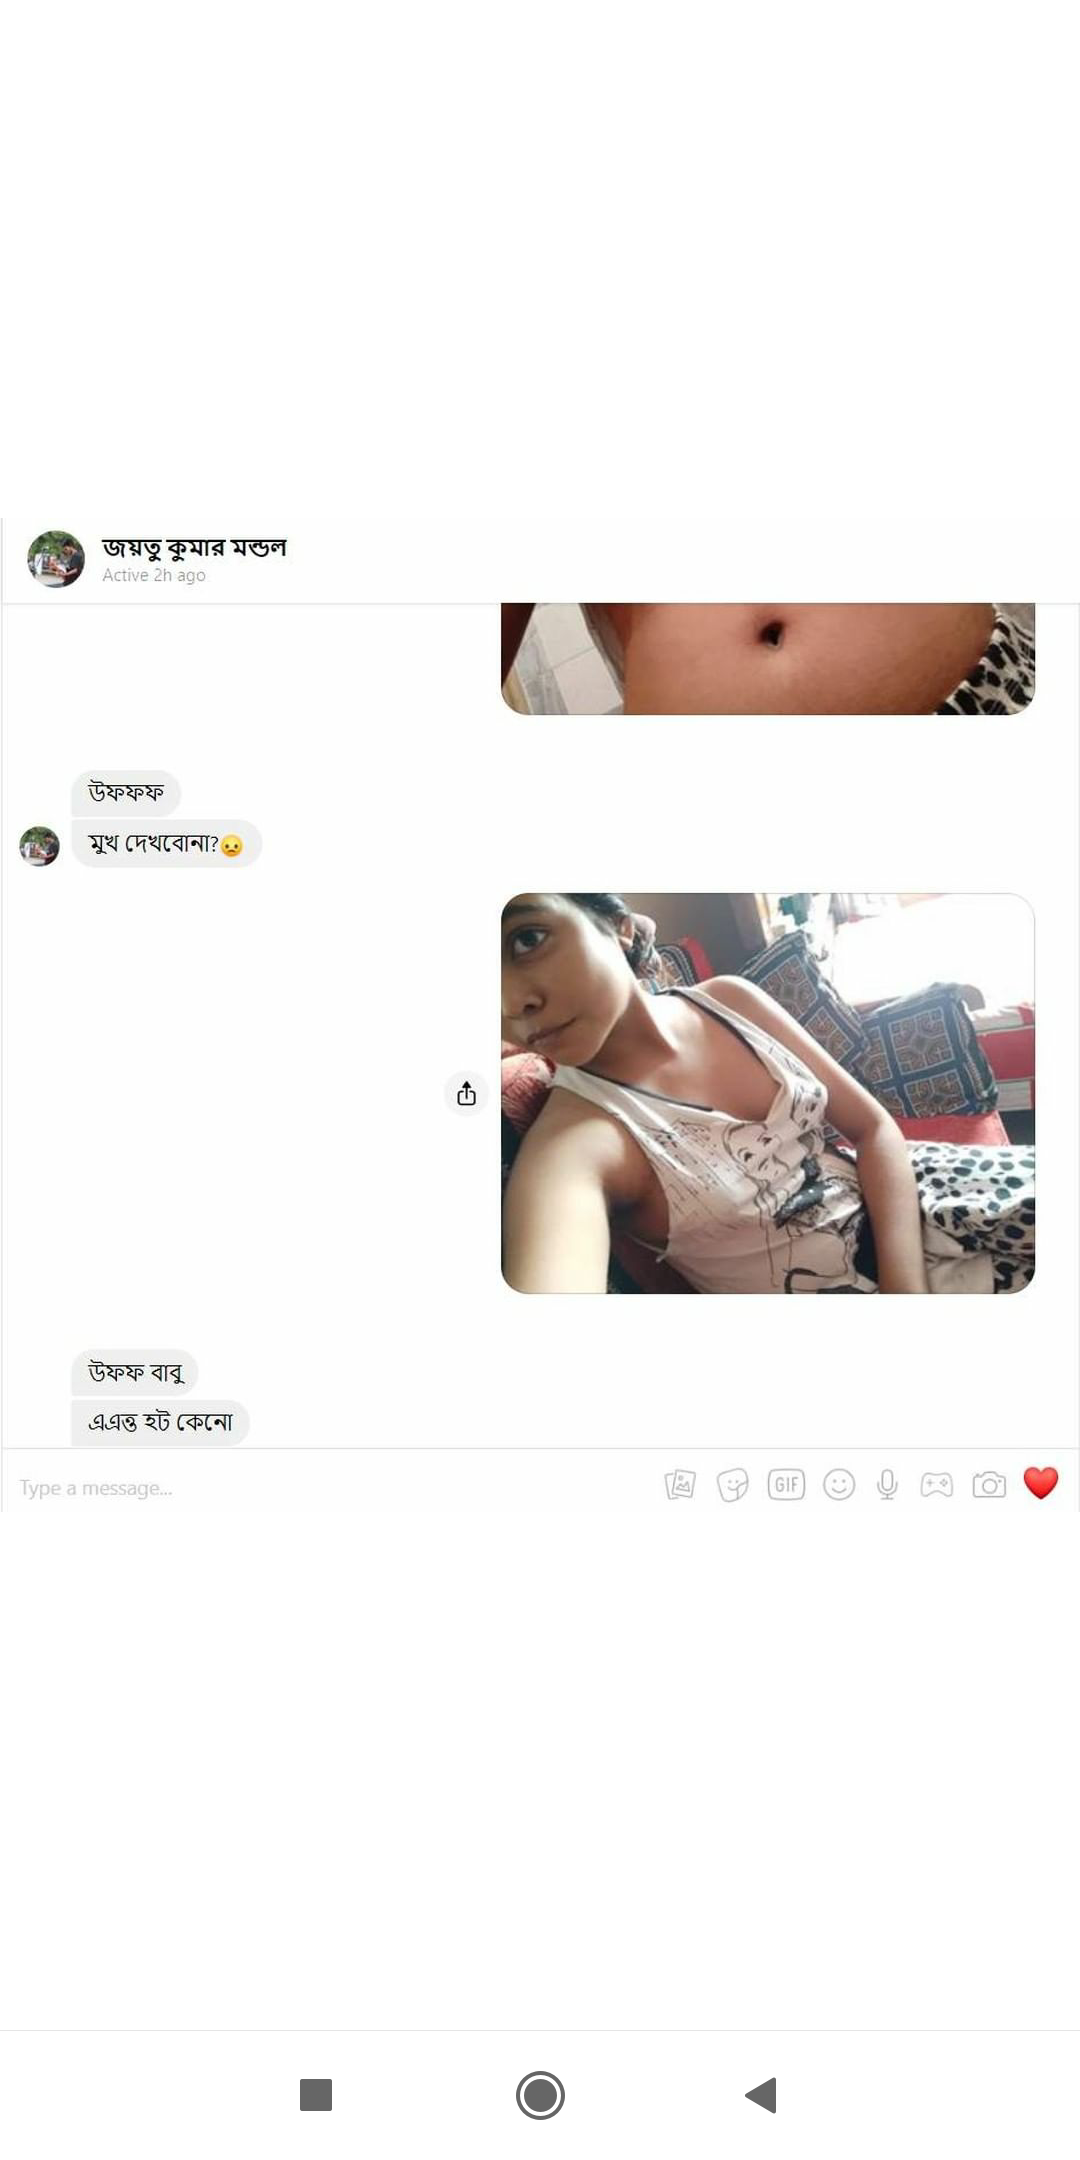 জয়তু কুমার মন্ডল
Active 2h ago
উফফফ
মুখ দেখবোনা?😞
উফফ বাবু
এএন্ত হট কেনো
Type a message...
GIF